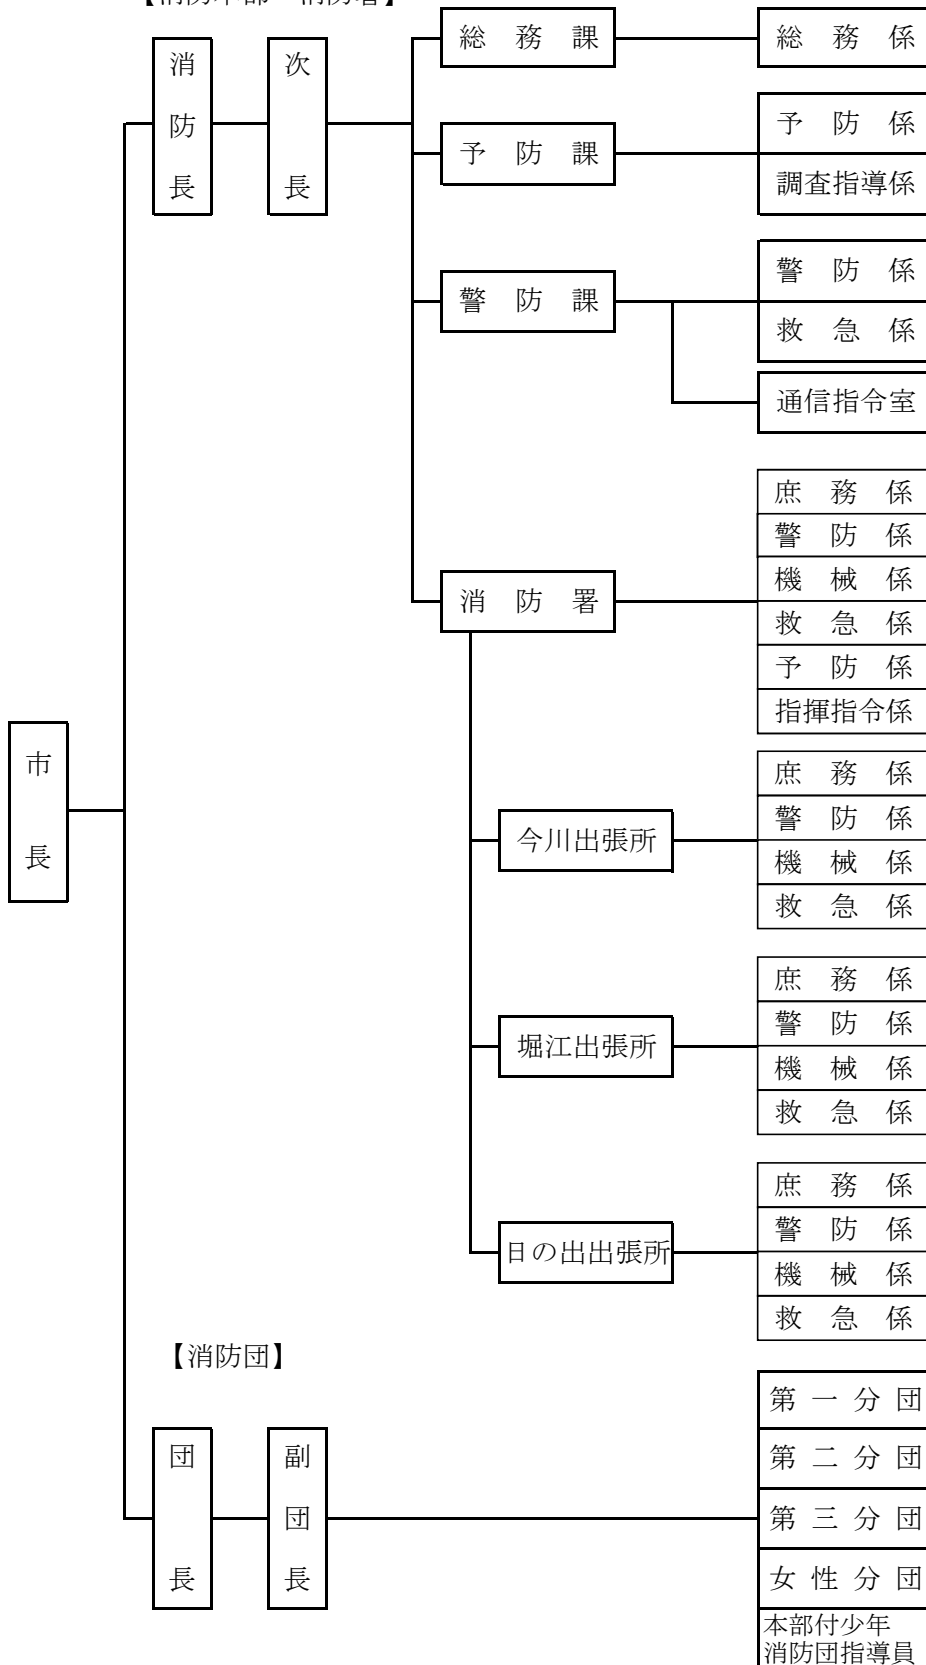 総務課
総務係
消防長
次長
予防課
予防係
調査指導係
警防課
警防係
救急係
通信指令室
消防署
庶務係
警防係
機械係
救急係
予防係
指揮指令係
市長
今川出張所
庶務係
警防係
機械係
救急係
堀江出張所
庶務係
警防係
機械係
救急係
日の出出張所
庶務係
警防係
機械係
救急係
【消防団】
団長
副団長
第一分団
第二分団
第三分団
女性分団
本部付少年
消防団指導員